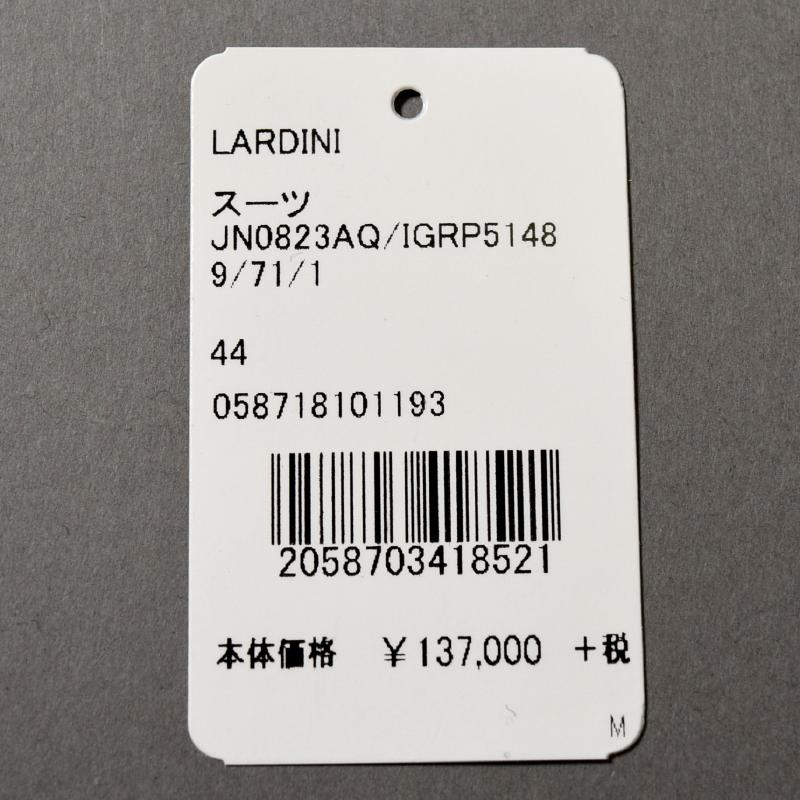 LARDINI
スーツ
JN0823AQ/IGRP5148
9/71/1
44
058718101193
2058703418521
本体価格 ¥137,000 +税
M